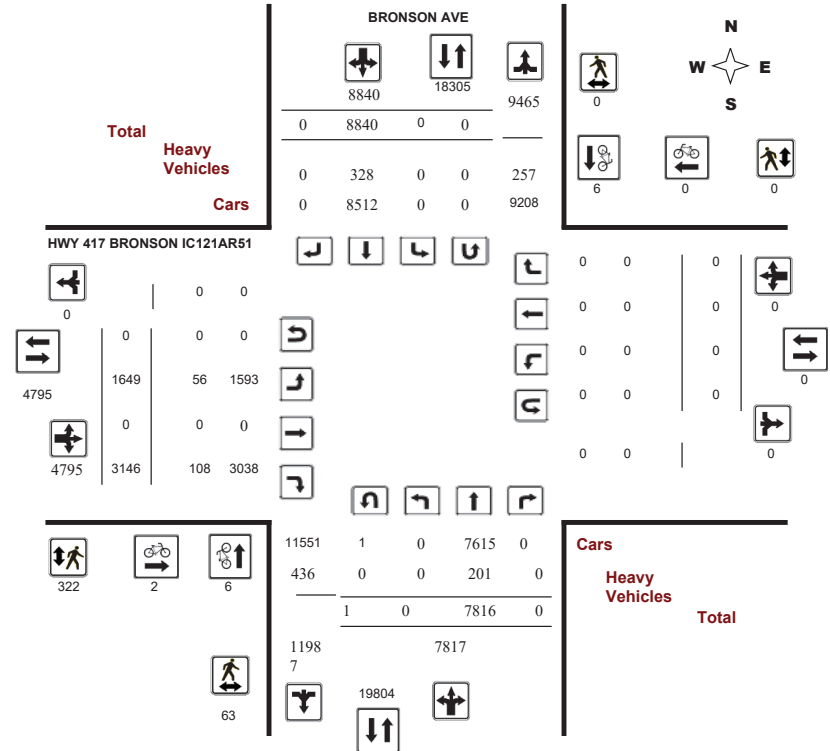 BRONSON AVE
N
W E
S
8840
18305
9465
0
Total
0 8840 0 0
Heavy
Vehicles
0 328 0 0 257
6 0 0
Cars
0 8512 0 0 9208
HWY 417 BRONSON IC121AR51
0 0
0
0 0 0
0
0 0 0
0 0 0
4795
1649 56 1593
0 0 0
0
0 0 0
0 0 0
4795
3146 108 3038
0 0
0
11551 1 0 7615 0
Cars
436 0 0 201 0
Heavy
Vehicles
322 2 6
1 0 7816 0
Total
1198
7
7817
19804
63